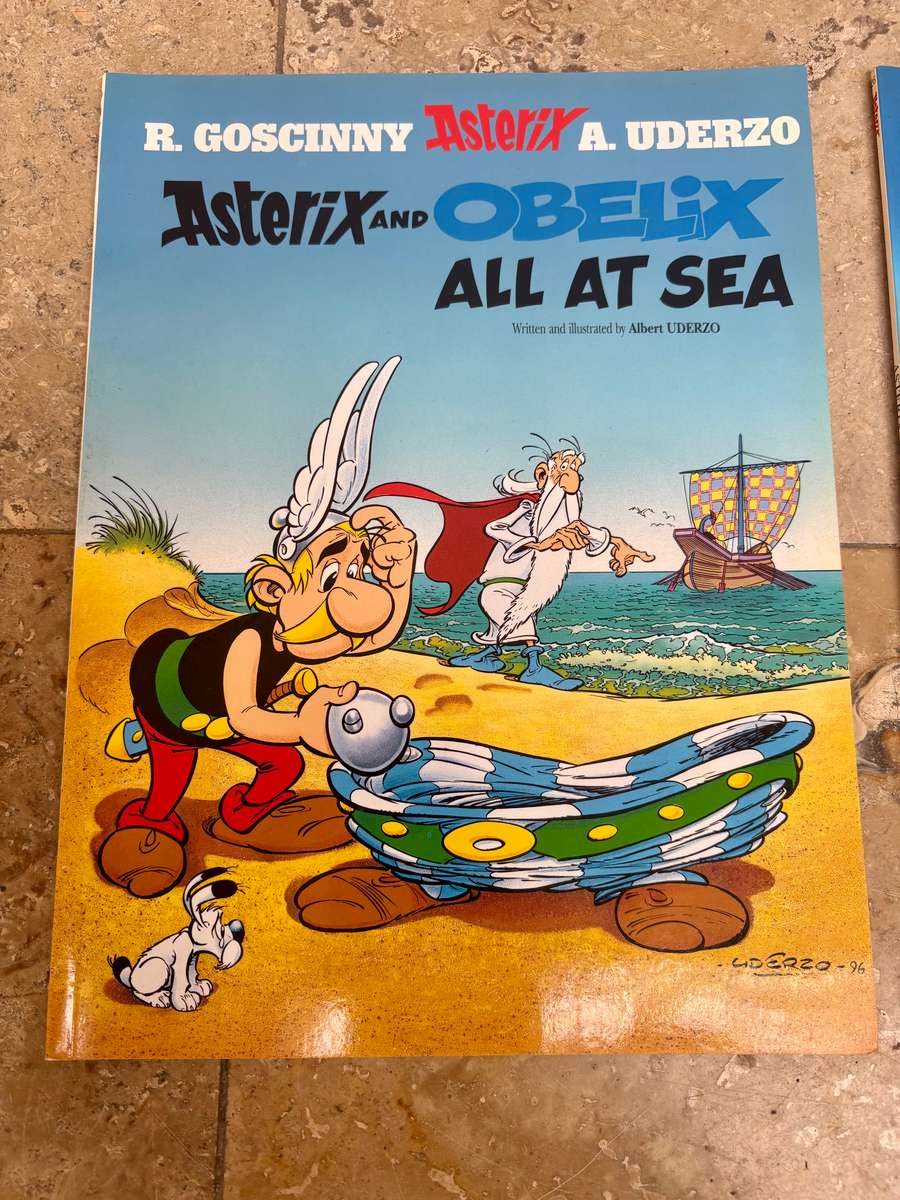 R. GOSCINNY Asterix A. UDERZO
Asterix AND OBELIX
ALL AT SEA
Written and illustrated by Albert UDERZO
- UDERZO - 96